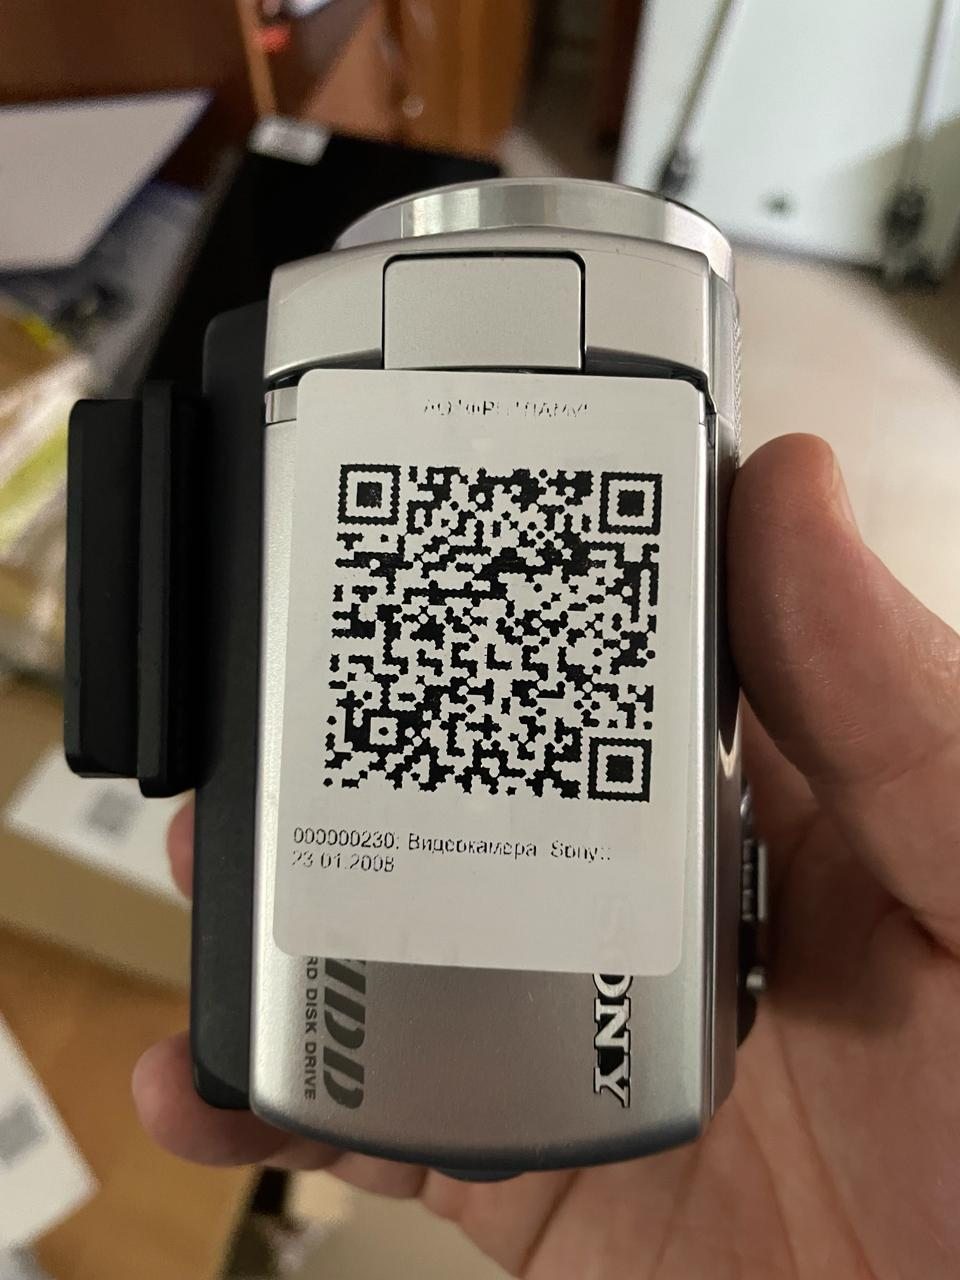 000000230: Видеокамера Sony::
23.01.2008
SONY
HDD
RD DISK DRIVE